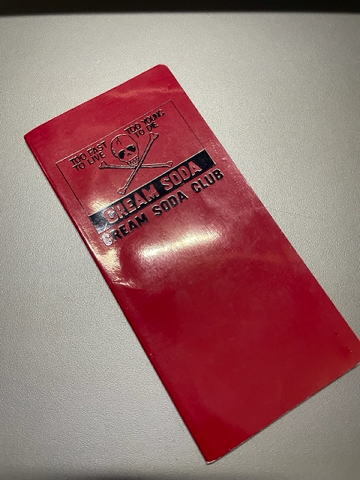 TOO FAST TO LIVE
TOO YOUNG TO DIE
CREAM SODA
CREAM SODA CLUB